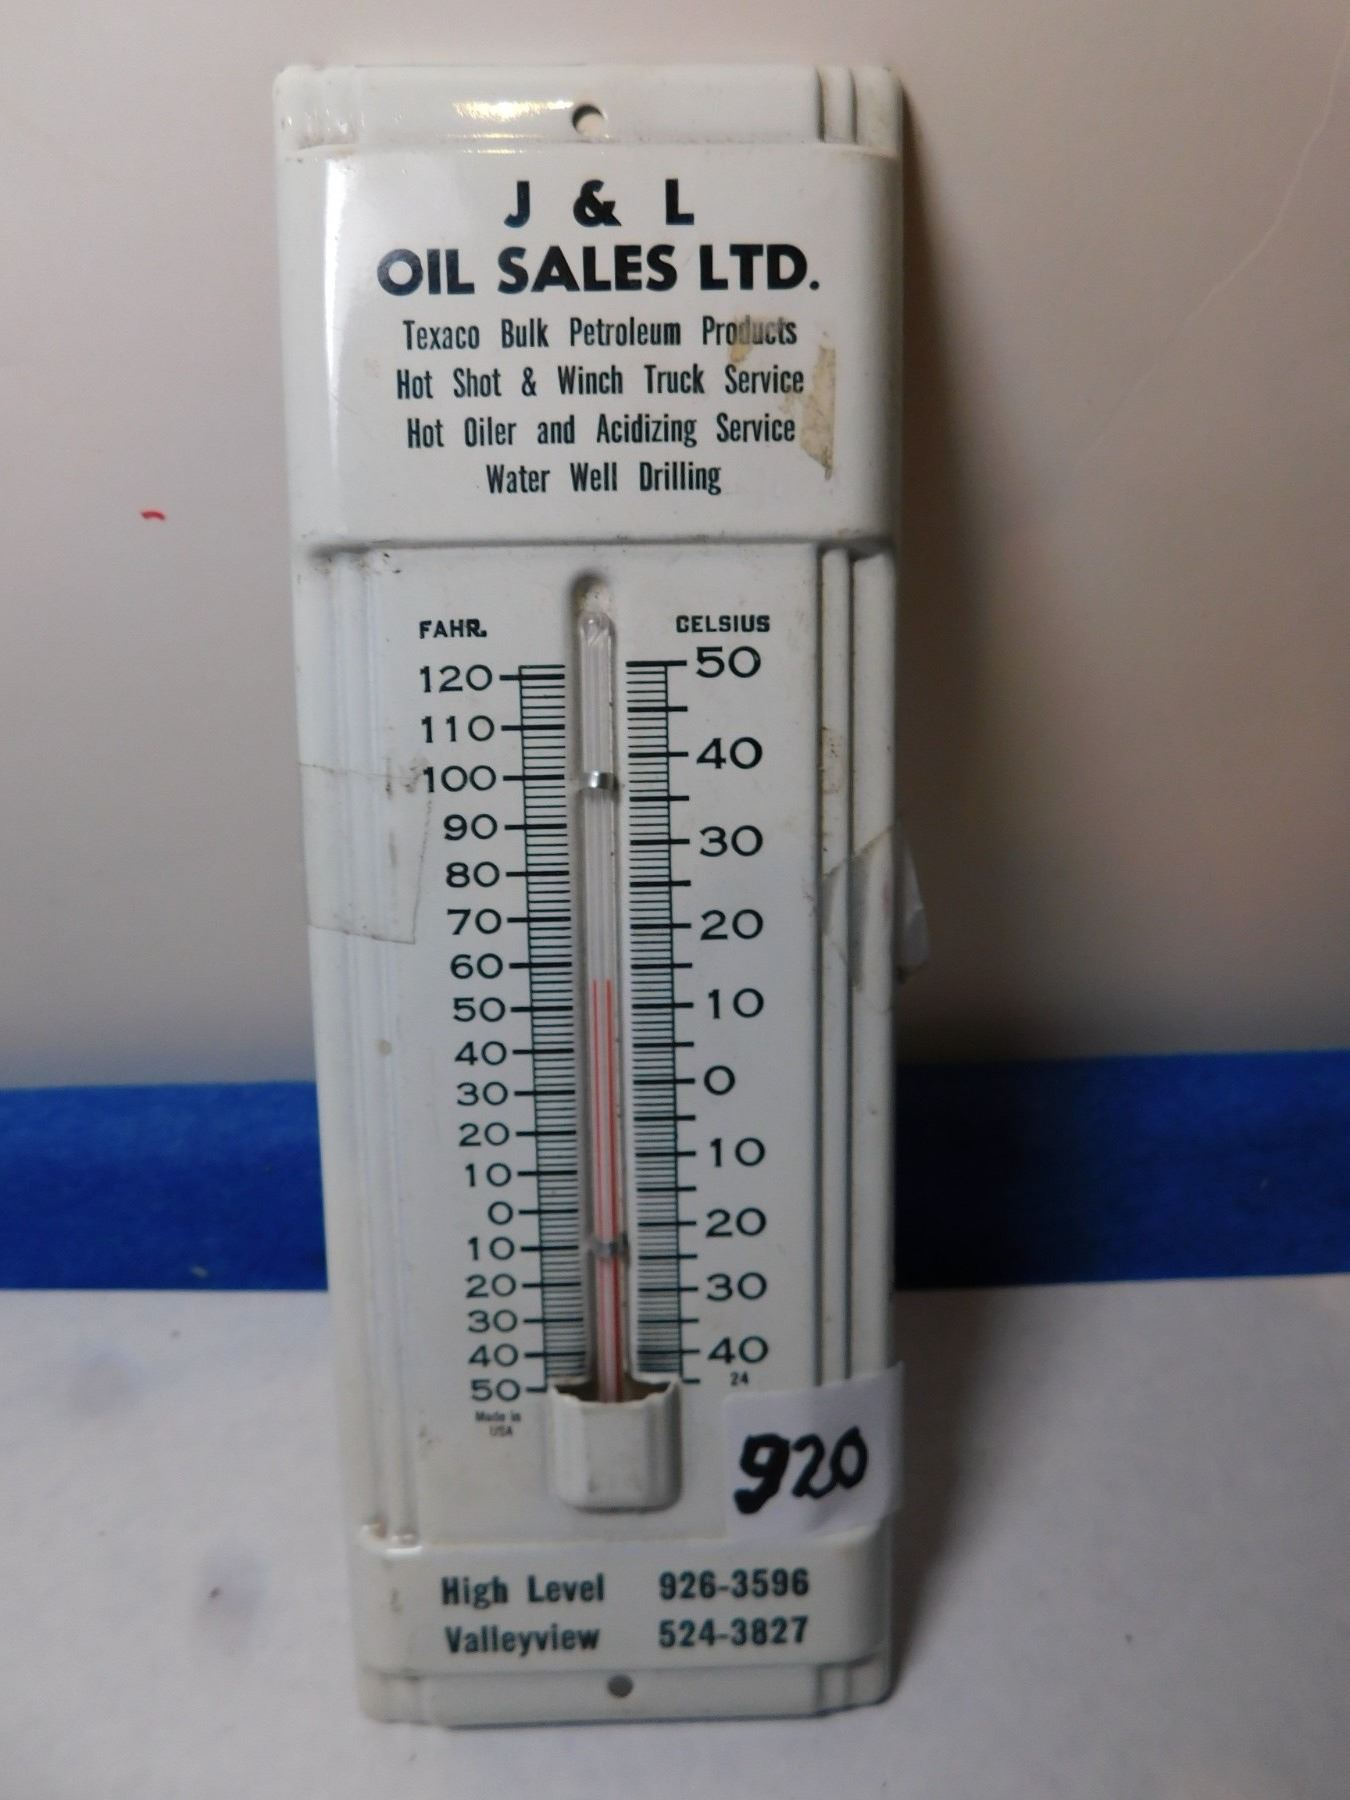 J & L
OIL SALES LTD.
Texaco Bulk Petroleum Products
Hot Shot & Winch Truck Service
Hot Oiler and Acidizing Service
Water Well Drilling
FAHR. CELSIUS
120 50
110
100 40
90
80 30
70 20
60
50 10
40
30 0
20
10 10
0 20
10
20 30
30
40 40
50 24
Made in
USA
920
High Level 926-3596
Valleyview 524-3827